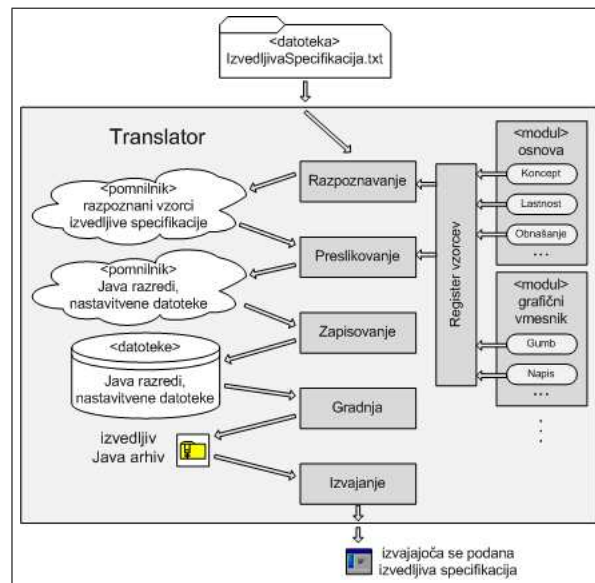 <datoteka>
IzvedljivaSpecifikacija.txt
Translator
Razpoznavanje
<pomnilnik>
razpoznani vzorci
izvedljive specifikacije
Preslikovanje
<pomnilnik>
Java razredi,
nastavitvene datoteke
Zapisovanje
<datoteke>
Java razredi,
nastavitvene datoteke
Gradnja
izvedljiv
Java arhiv
Izvajanje
izvajajoča se podana
izvedljiva specifikacija
Register vzorcev
<modul>
osnova
Koncept
Lastnost
Obnašanje
...
<modul>
grafični
vmesnik
Gumb
Napis
...